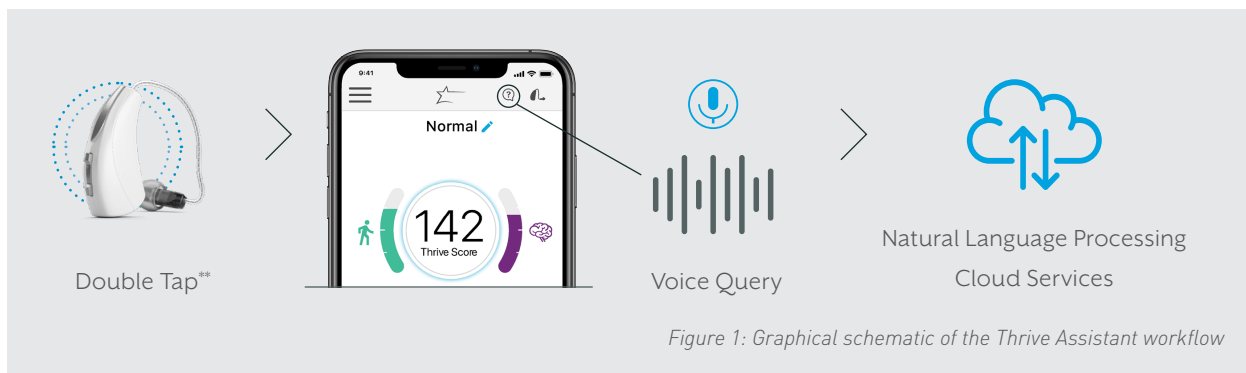 9:41
Normal
142
Thrive Score
Double Tap**
Voice Query
Natural Language Processing
Cloud Services
Figure 1: Graphical schematic of the Thrive Assistant workflow